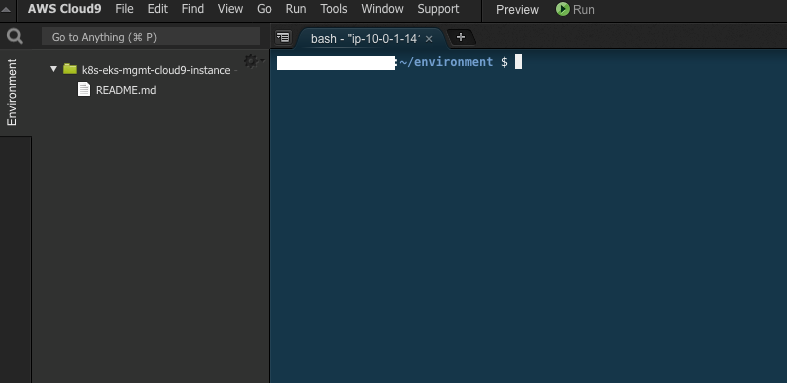 AWS Cloud9 File Edit Find View Go Run Tools Window Support Preview Run
Go to Anything (⌘ P)
bash - "ip-10-0-1-14
Environment
:~/environment $
k8s-eks-mgmt-cloud9-instance
README.md